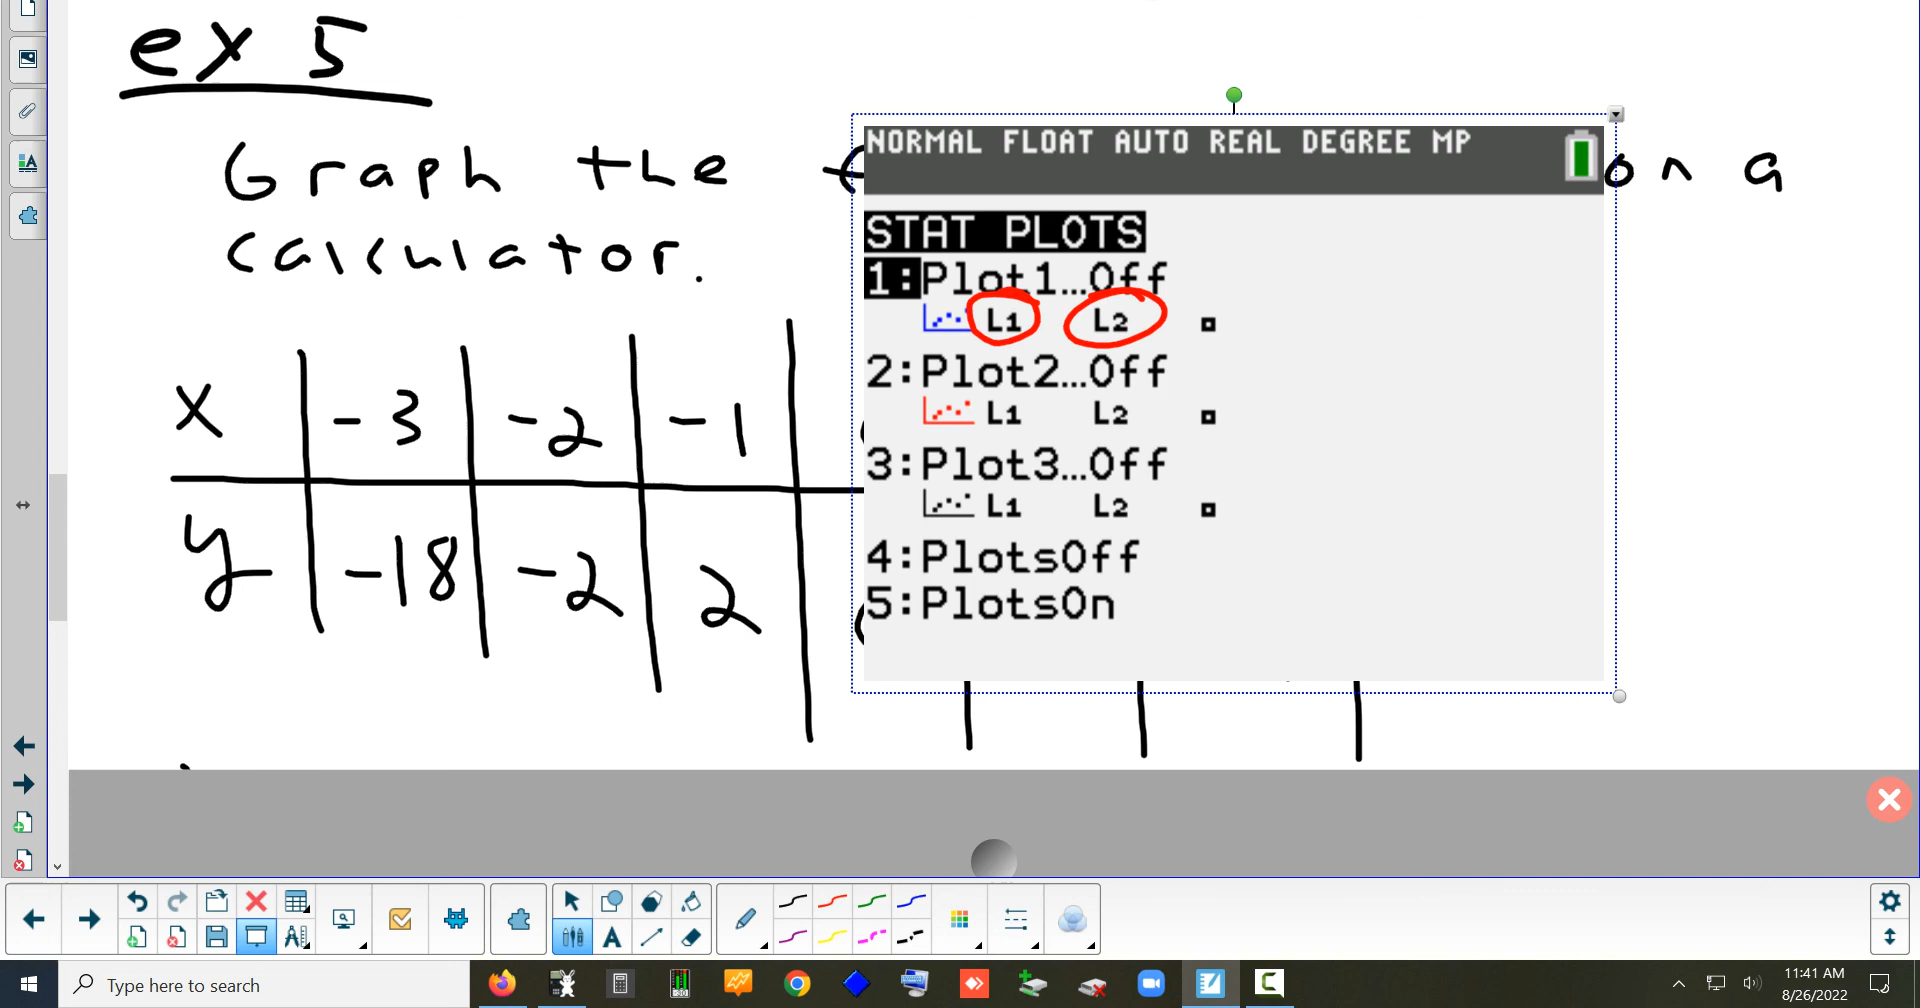 ex 5
Graph the on a
calculator.
x -3 -2 -1
y -18 -2 2
NORMAL FLOAT AUTO REAL DEGREE MP
STAT PLOTS
1:Plot1...Off
L1 L2
2:Plot2...Off
L1 L2
3:Plot3...Off
L1 L2
4:PlotsOff
5:PlotsOn
Type here to search
11:41 AM
8/26/2022